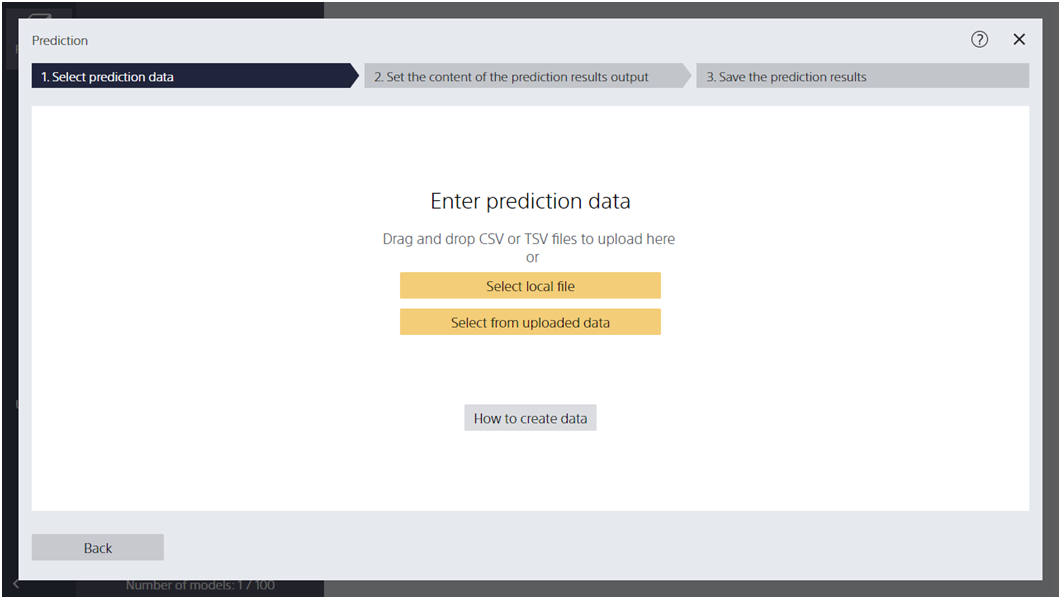 Prediction
?
1. Select prediction data
2. Set the content of the prediction results output
3. Save the prediction results
Enter prediction data
Drag and drop CSV or TSV files to upload here
or
Select local file
Select from uploaded data
How to create data
Back
Number of models: 1 / 100